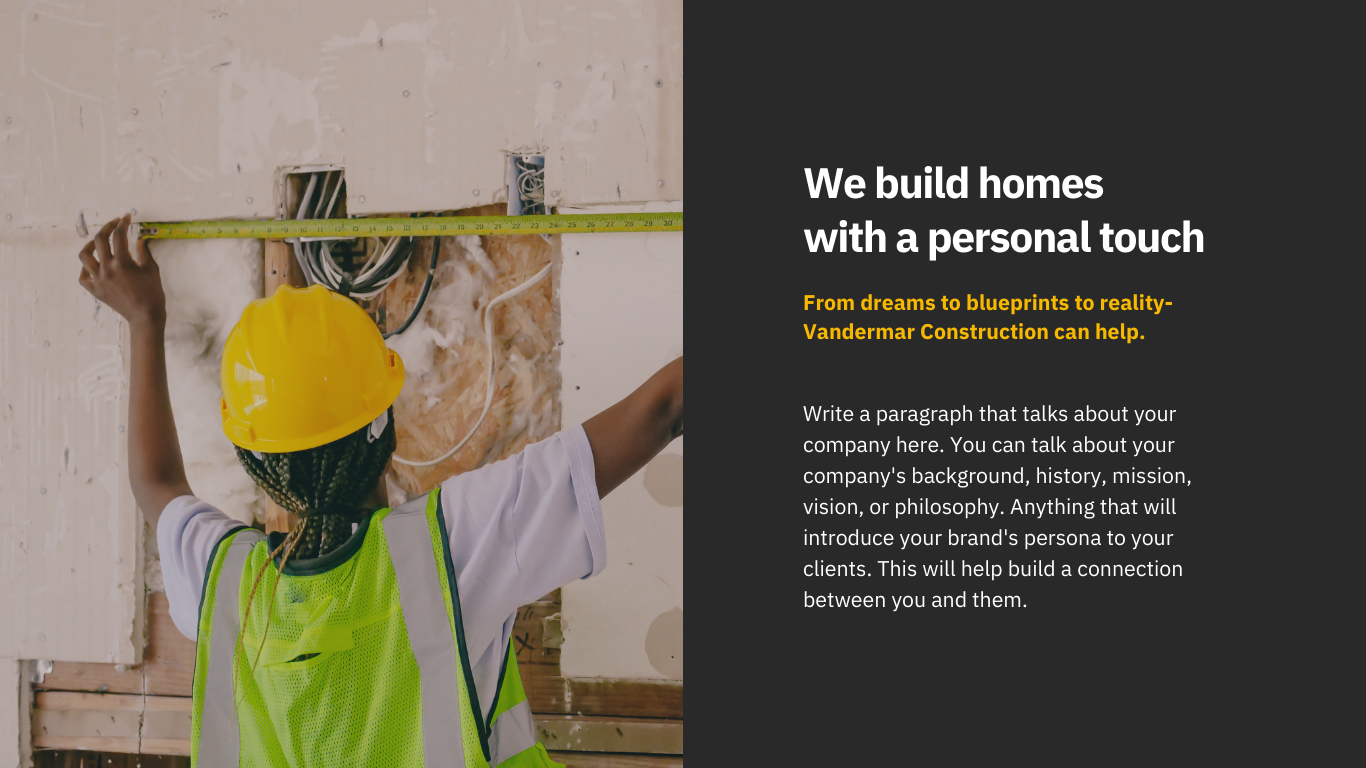 We build homes
with a personal touch
From dreams to blueprints to reality-
Vandermar Construction can help.
Write a paragraph that talks about your
company here. You can talk about your
company's background, history, mission,
vision, or philosophy. Anything that will
introduce your brand's persona to your
clients. This will help build a connection
between you and them.